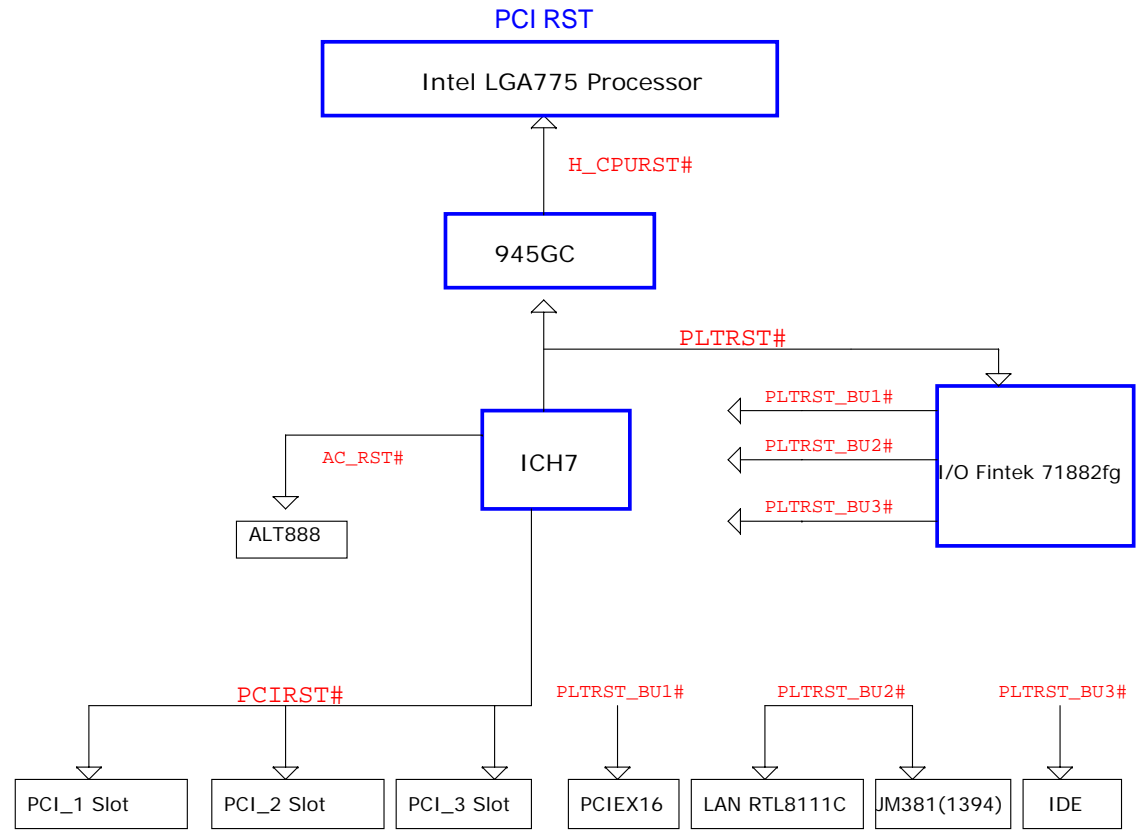 PCI RST
Intel LGA775 Processor
H_CPURST#
945GC
PLTRST#
PLTRST_BU1#
AC_RST#
ICH7
PLTRST_BU2#
I/O Fintek 71882fg
PLTRST_BU3#
ALT888
PCIRST#
PLTRST_BU1#
PLTRST_BU2#
PLTRST_BU3#
PCI_1 Slot
PCI_2 Slot
PCI_3 Slot
PCIEX16
LAN RTL8111C
JM381(1394)
IDE